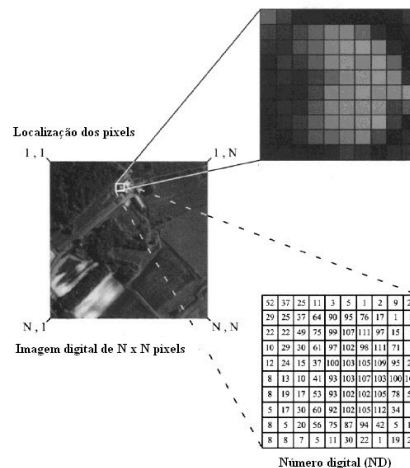 Localização dos pixels
1 , 1
1 , N
N, 1
N, N
Imagem digital de N x N pixels
52 37 25 11 3 5 1 2 9
29 25 37 64 90 95 76 17 1
22 22 49 75 99 107 111 97 15
10 29 30 61 97 102 98 111 71
12 24 15 37 100 103 105 109 95
8 13 10 41 93 103 107 103 100
8 19 17 53 93 102 102 105 78
5 17 30 60 92 102 105 112 34
8 5 20 56 75 87 94 42 5
8 8 7 5 11 30 22 1 19
Número digital (ND)